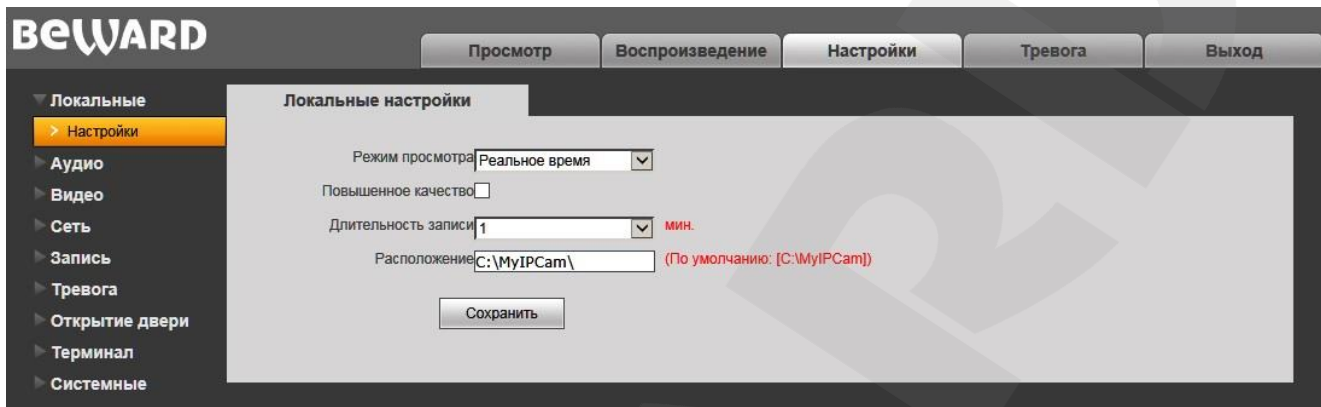 BEWARD
Просмотр Воспроизведение Настройки Тревога Выход
Локальные
> Настройки
Аудио
Видео
Сеть
Запись
Тревога
Открытие двери
Терминал
Системные
Локальные настройки
Режим просмотра Реальное время
Повышенное качество
Длительность записи 1 мин.
Расположение C:\MyIPCam\ (По умолчанию: [C:\MyIPCam])
Сохранить